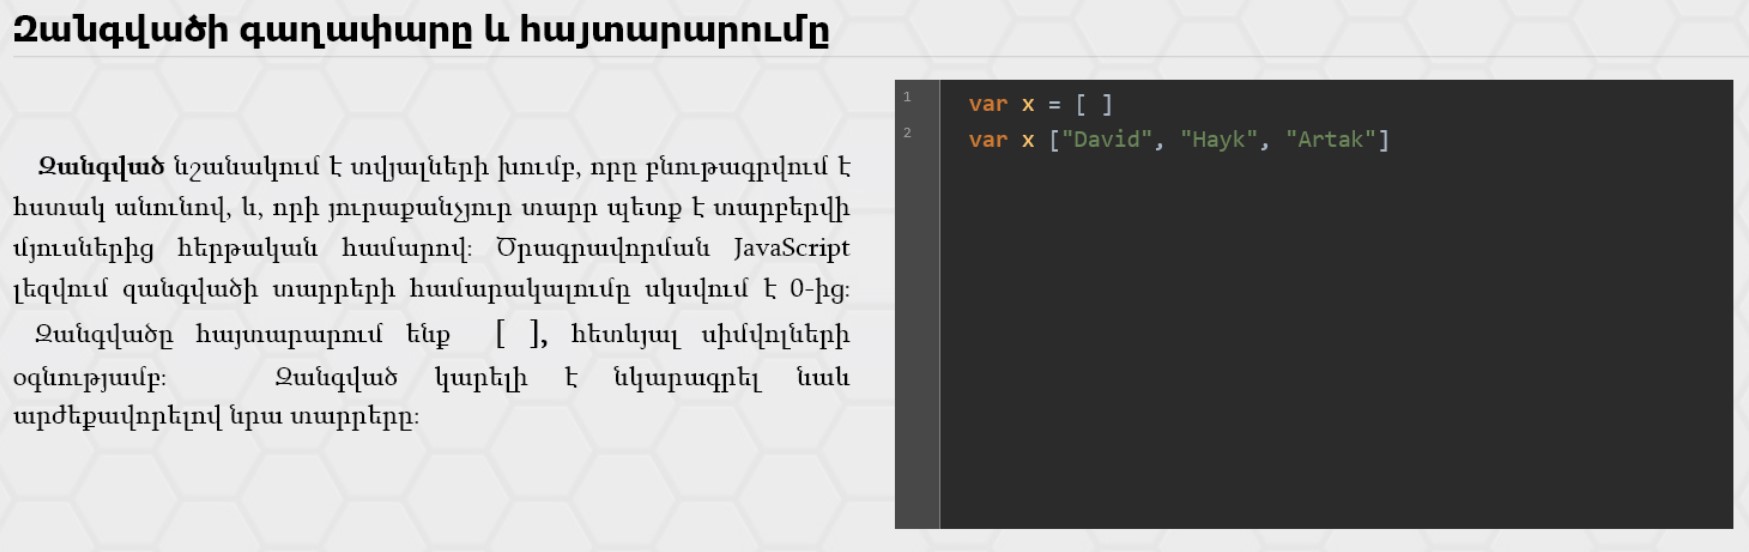 Զանգվածի գաղափարը և հայտարարումը
Զանգված նշանակում է տվյալների խումբ, որը բնութագրվում է
հստակ անունով, և, որի յուրաքանչյուր տարր պետք է տարբերվի
մյուսներից հերթական համարով: Ծրագրավորման JavaScript
լեզվում զանգվածի տարրերի համարակալումը սկսվում է 0-ից:
Զանգվածը հայտարարում ենք [ ], հետևյալ սիմվոլների
օգնությամբ: Զանգված կարելի է նկարագրել նաև
արժեքավորելով նրա տարրերը:
1 var x = [ ]
2 var x ["David", "Hayk", "Artak"]